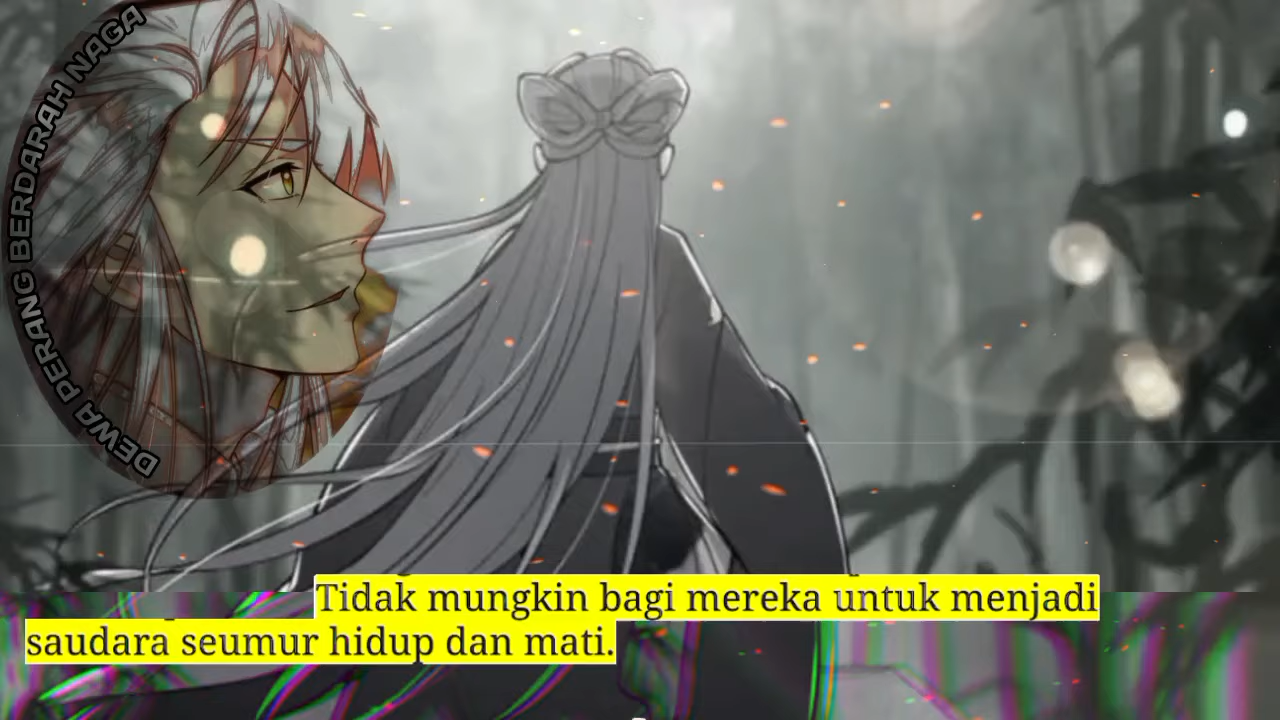 DEWA PERANG BERDARAH NAGA
Tidak mungkin bagi mereka untuk menjadi
saudara seumur hidup dan mati.